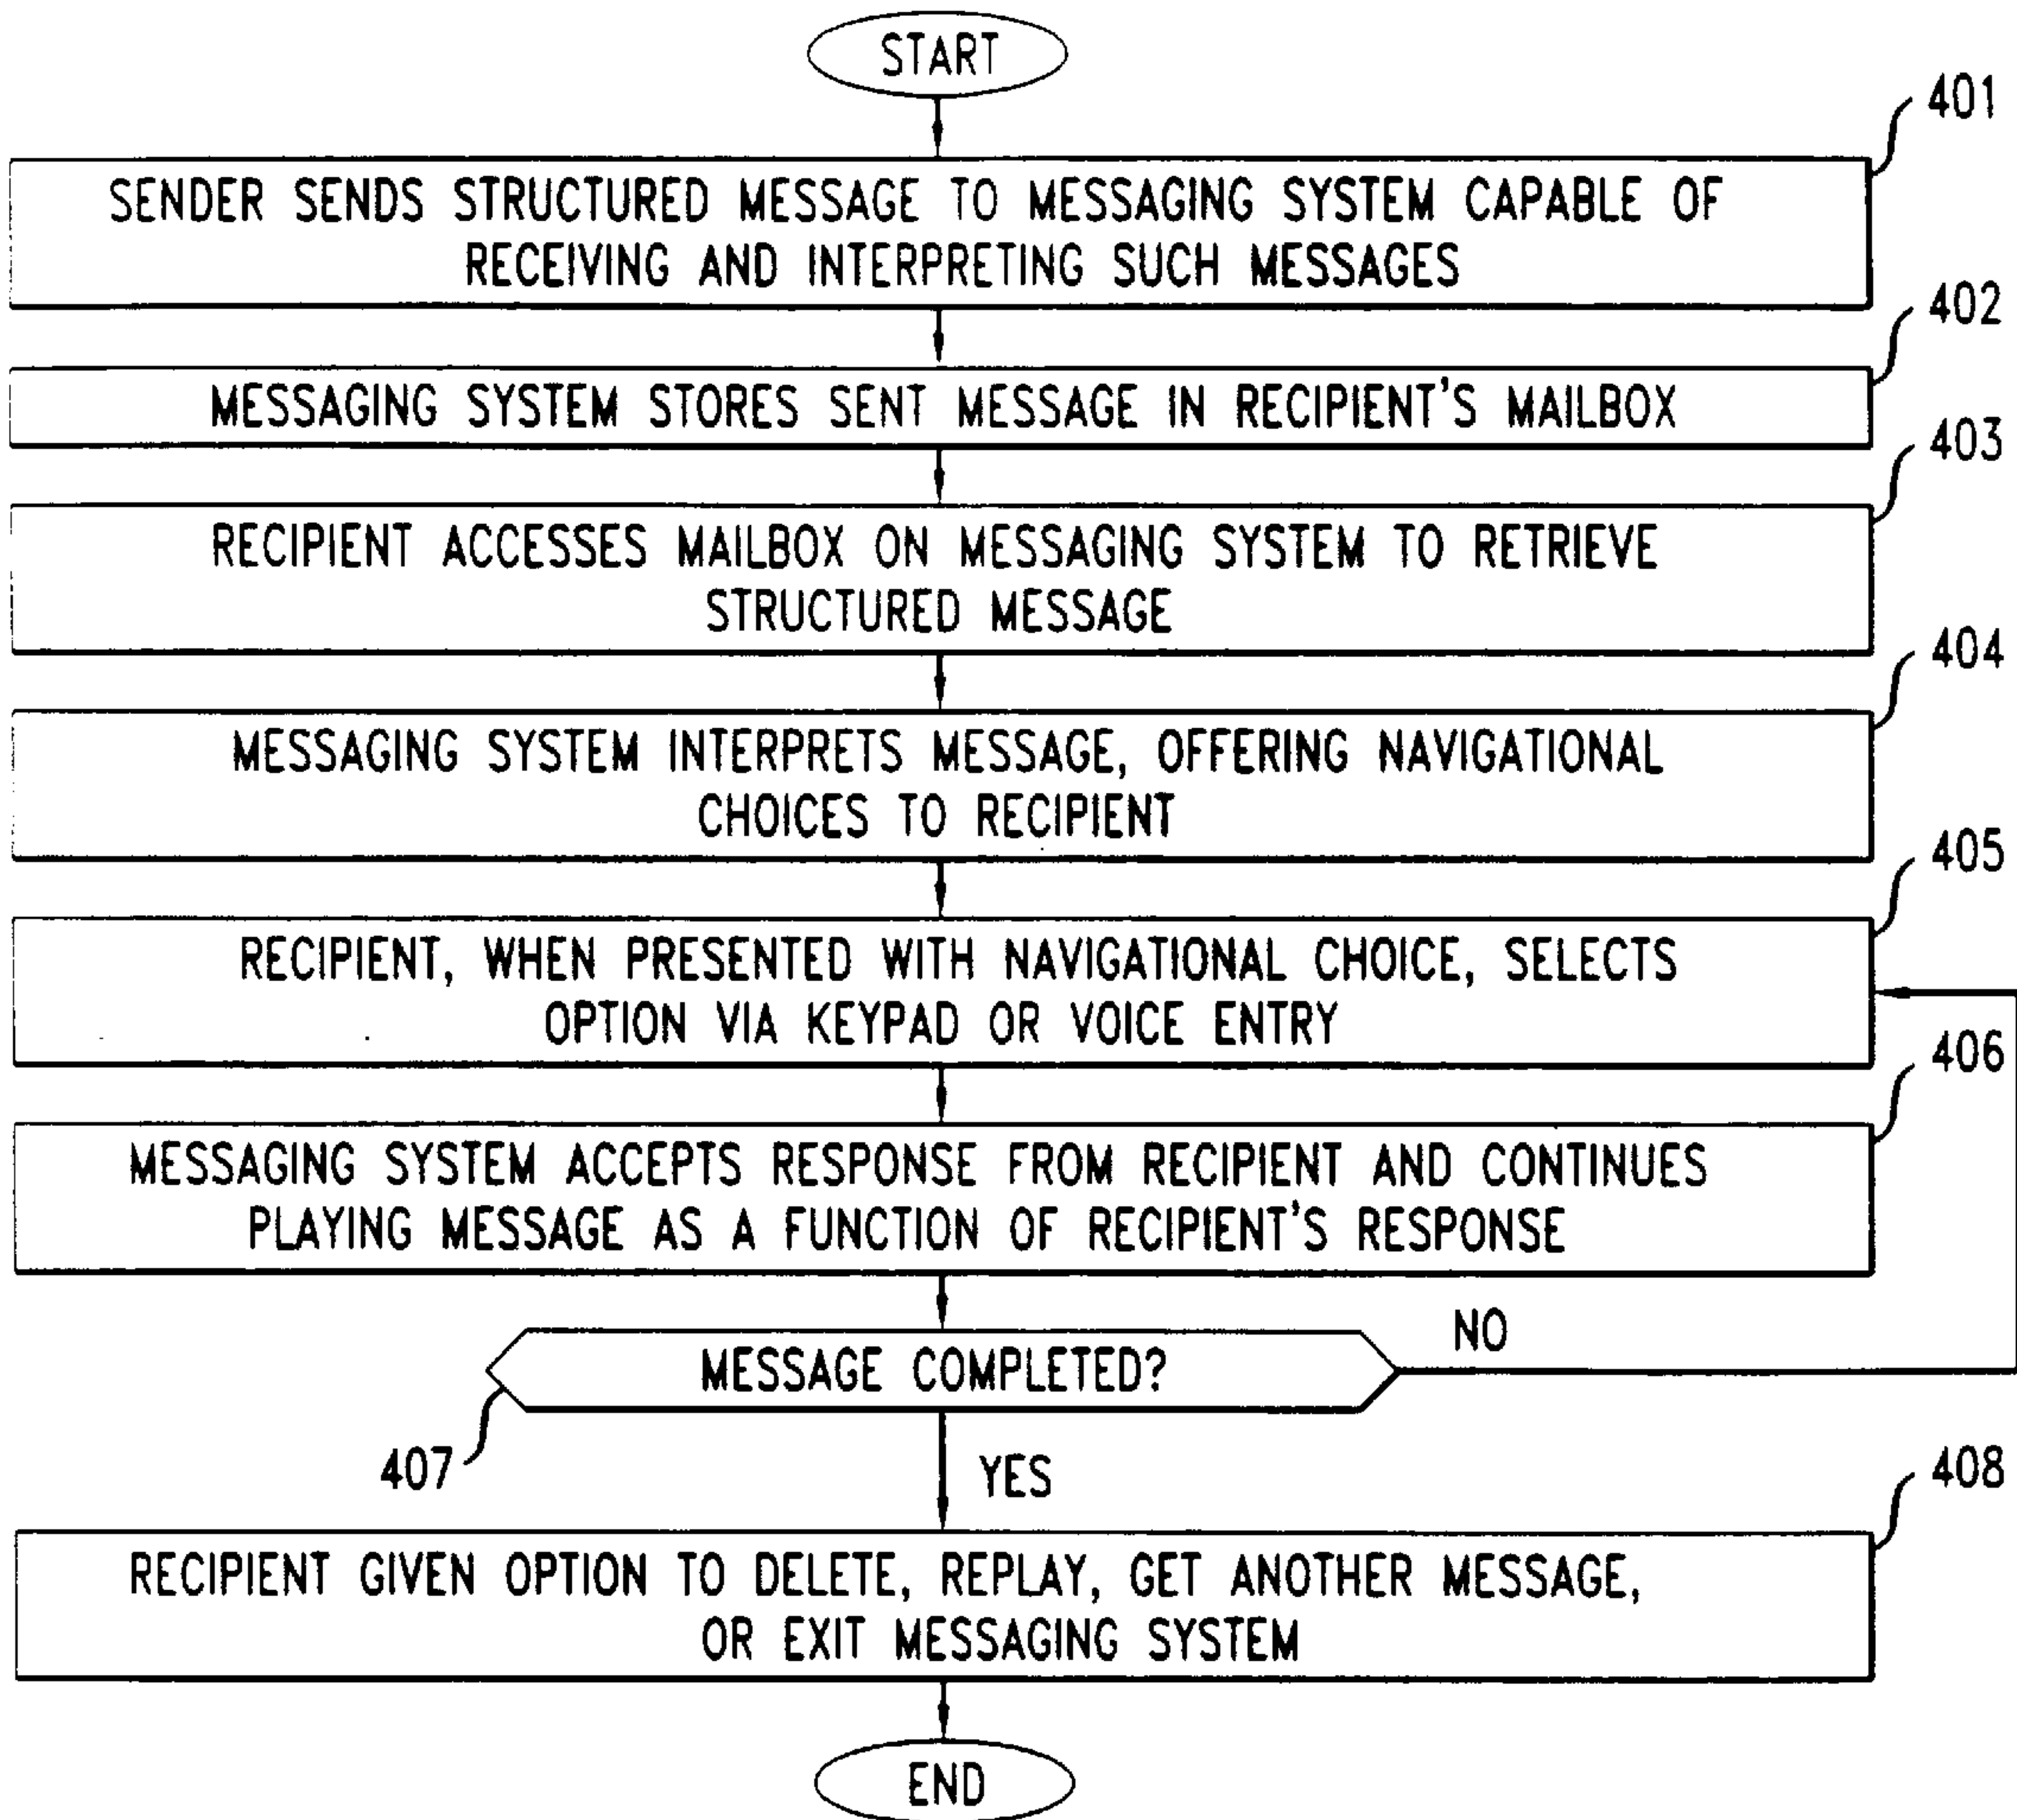 START
401
SENDER SENDS STRUCTURED MESSAGE TO MESSAGING SYSTEM CAPABLE OF
RECEIVING AND INTERPRETING SUCH MESSAGES
402
MESSAGING SYSTEM STORES SENT MESSAGE IN RECIPIENT'S MAILBOX
403
RECIPIENT ACCESSES MAILBOX ON MESSAGING SYSTEM TO RETRIEVE
STRUCTURED MESSAGE
404
MESSAGING SYSTEM INTERPRETS MESSAGE, OFFERING NAVIGATIONAL
CHOICES TO RECIPIENT
405
RECIPIENT, WHEN PRESENTED WITH NAVIGATIONAL CHOICE, SELECTS
OPTION VIA KEYPAD OR VOICE ENTRY
406
MESSAGING SYSTEM ACCEPTS RESPONSE FROM RECIPIENT AND CONTINUES
PLAYING MESSAGE AS A FUNCTION OF RECIPIENT'S RESPONSE
NO
MESSAGE COMPLETED?
407
YES
408
RECIPIENT GIVEN OPTION TO DELETE, REPLAY, GET ANOTHER MESSAGE,
OR EXIT MESSAGING SYSTEM
END